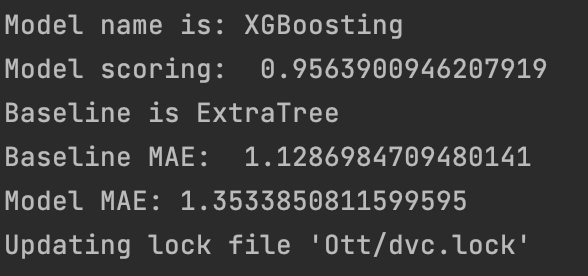 Model name is: XGBoosting
Model scoring:  0.9563900946207919
Baseline is ExtraTree
Baseline MAE:  1.1286984709480141
Model MAE: 1.3533850811599595
Updating lock file 'Ott/dvc.lock'